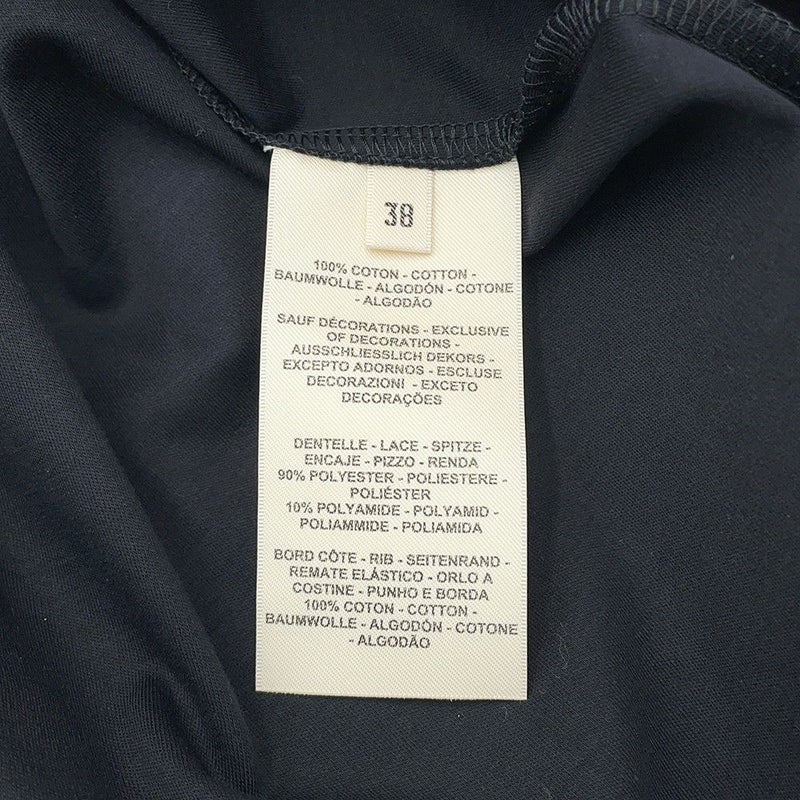 38
100% COTON - COTTON -
BAUMWOLLE - ALGODÓN - COTONE
- ALGODÃO
SAUF DÉCORATIONS - EXCLUSIVE
OF DECORATIONS -
AUSSCHLIESSLICH DEKORS -
EXCEPTO ADORNOS - ESCLUSE
DECORAZIONI - EXCETO
DECORAÇÕES
DENTELLE - LACE - SPITZE -
ENCAJE - PIZZO - RENDA
90% POLYESTER - POLIESTERE -
POLIÉSTER
10% POLYAMIDE - POLYAMID -
POLIAMMIDE - POLIAMIDA
BORD CÔTE - RIB - SEITENRAND -
REMATE ELÁSTICO - ORLO A
COSTINE - PUNHO E BORDA
100% COTON - COTTON -
BAUMWOLLE - ALGODÓN - COTONE
- ALGODÃO